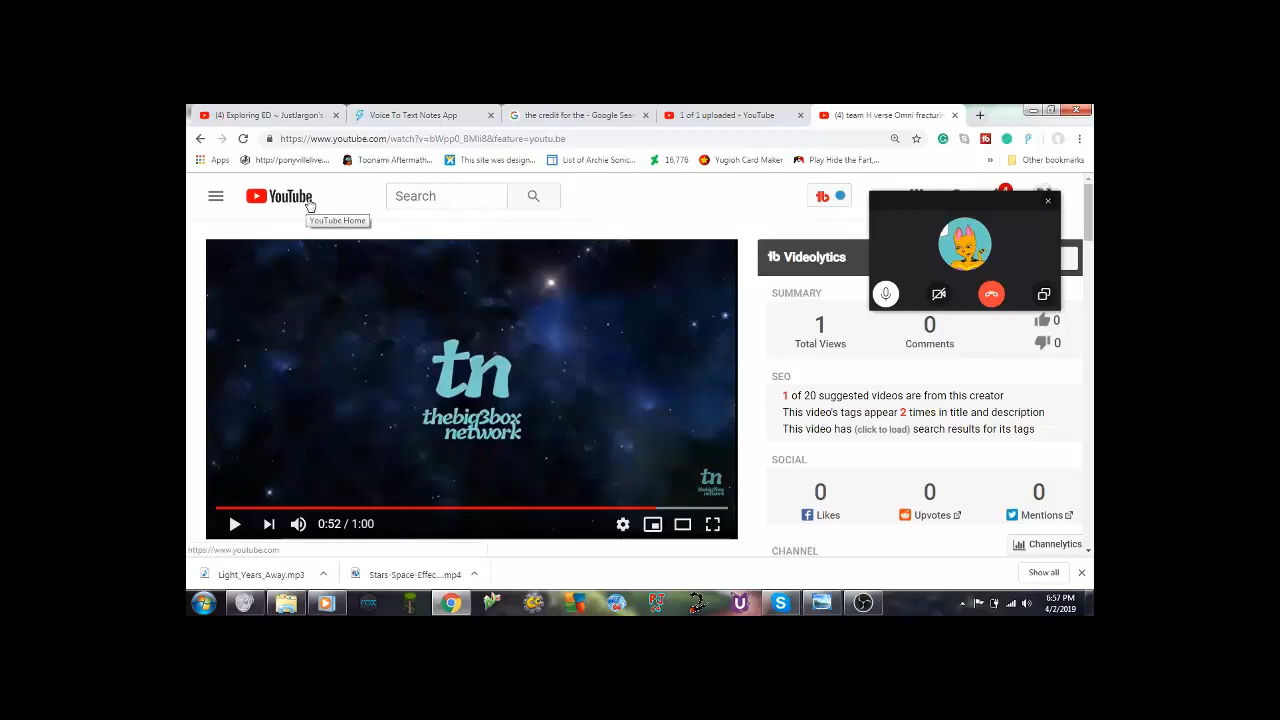 (4) Exploring ED ~ Justlargon's
Voice To Text Notes App
the credit for the - Google Sea
1 of 1 uploaded - YouTube
(4) team H verse Omni fracturin
https://www.youtube.com/watch?v=bWpp0_BMli8&feature=youtu.be
Apps
http://ponyvillelive...
Toonami Aftermath...
This site was design...
List of Archie Sonic...
16,776
Yugioh Card Maker
Play Hide the Fart,...
»
Other bookmarks
YouTube
Search
tb
YouTube Home
tb Videolytics
SUMMARY
1
0
0
Total Views
Comments
0
SEO
1 of 20 suggested videos are from this creator
This video's tags appear 2 times in title and description
This video has (click to load) search results for its tags
SOCIAL
0
0
0
Likes
Upvotes
Mentions
CHANNEL
tn
thebig3box
network
tn
thebig3box
network
0:52 / 1:00
https://www.youtube.com
Channelytics
Light_Years_Away.mp3
Stars-Space-Effec....mp4
Show all
6:57 PM
4/2/2019